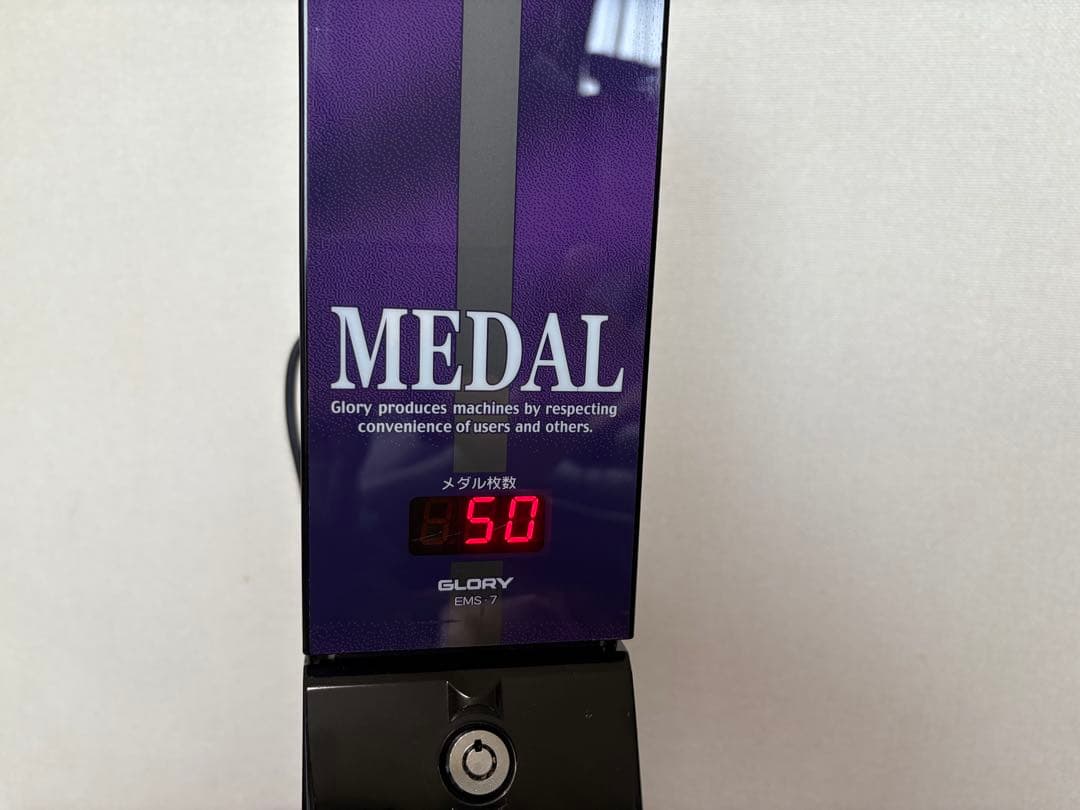 MEDAL
Glory produces machines by respecting
convenience of users and others.
メダル枚数
50
GLORY
EMS-7